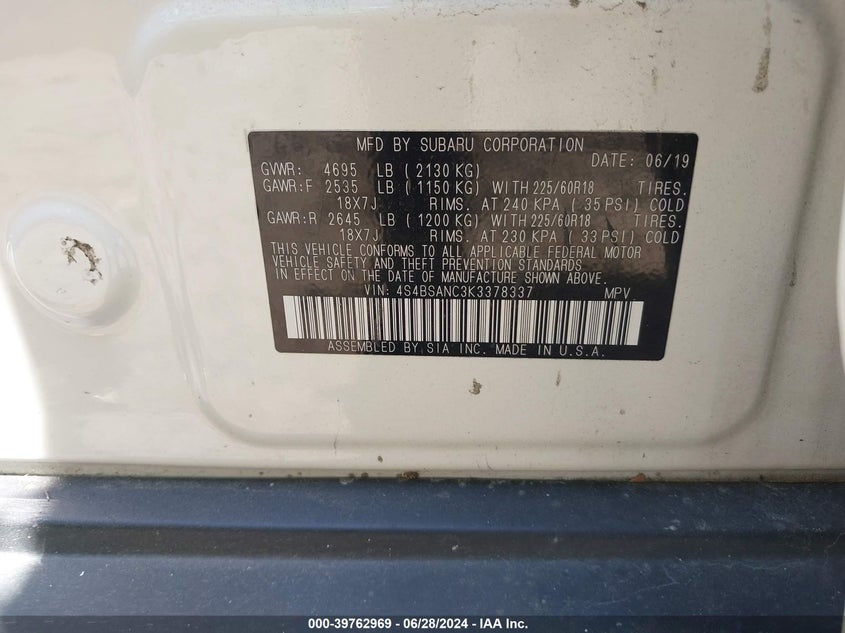 MFD BY SUBARU CORPORATION
DATE: 06/19
GVWR: 4695 LB ( 2130 KG)
GAWR:F 2535 LB ( 1150 KG) WITH 225/60R18 TIRES.
18X7J RIMS. AT 240 KPA ( 35 PSI) COLD
GAWR:R 2645 LB ( 1200 KG) WITH 225/60R18 TIRES.
18X7J RIMS. AT 230 KPA ( 33 PSI) COLD
THIS VEHICLE CONFORMS TO ALL APPLICABLE FEDERAL MOTOR
VEHICLE SAFETY AND THEFT PREVENTION STANDARDS
IN EFFECT ON THE DATE OF MANUFACTURE SHOWN ABOVE.
VIN: 4S4BSANC3K3378337 MPV
ASSEMBLED BY SIA INC. MADE IN U.S.A.
000-39762969 - 06/28/2024 - IAA Inc.